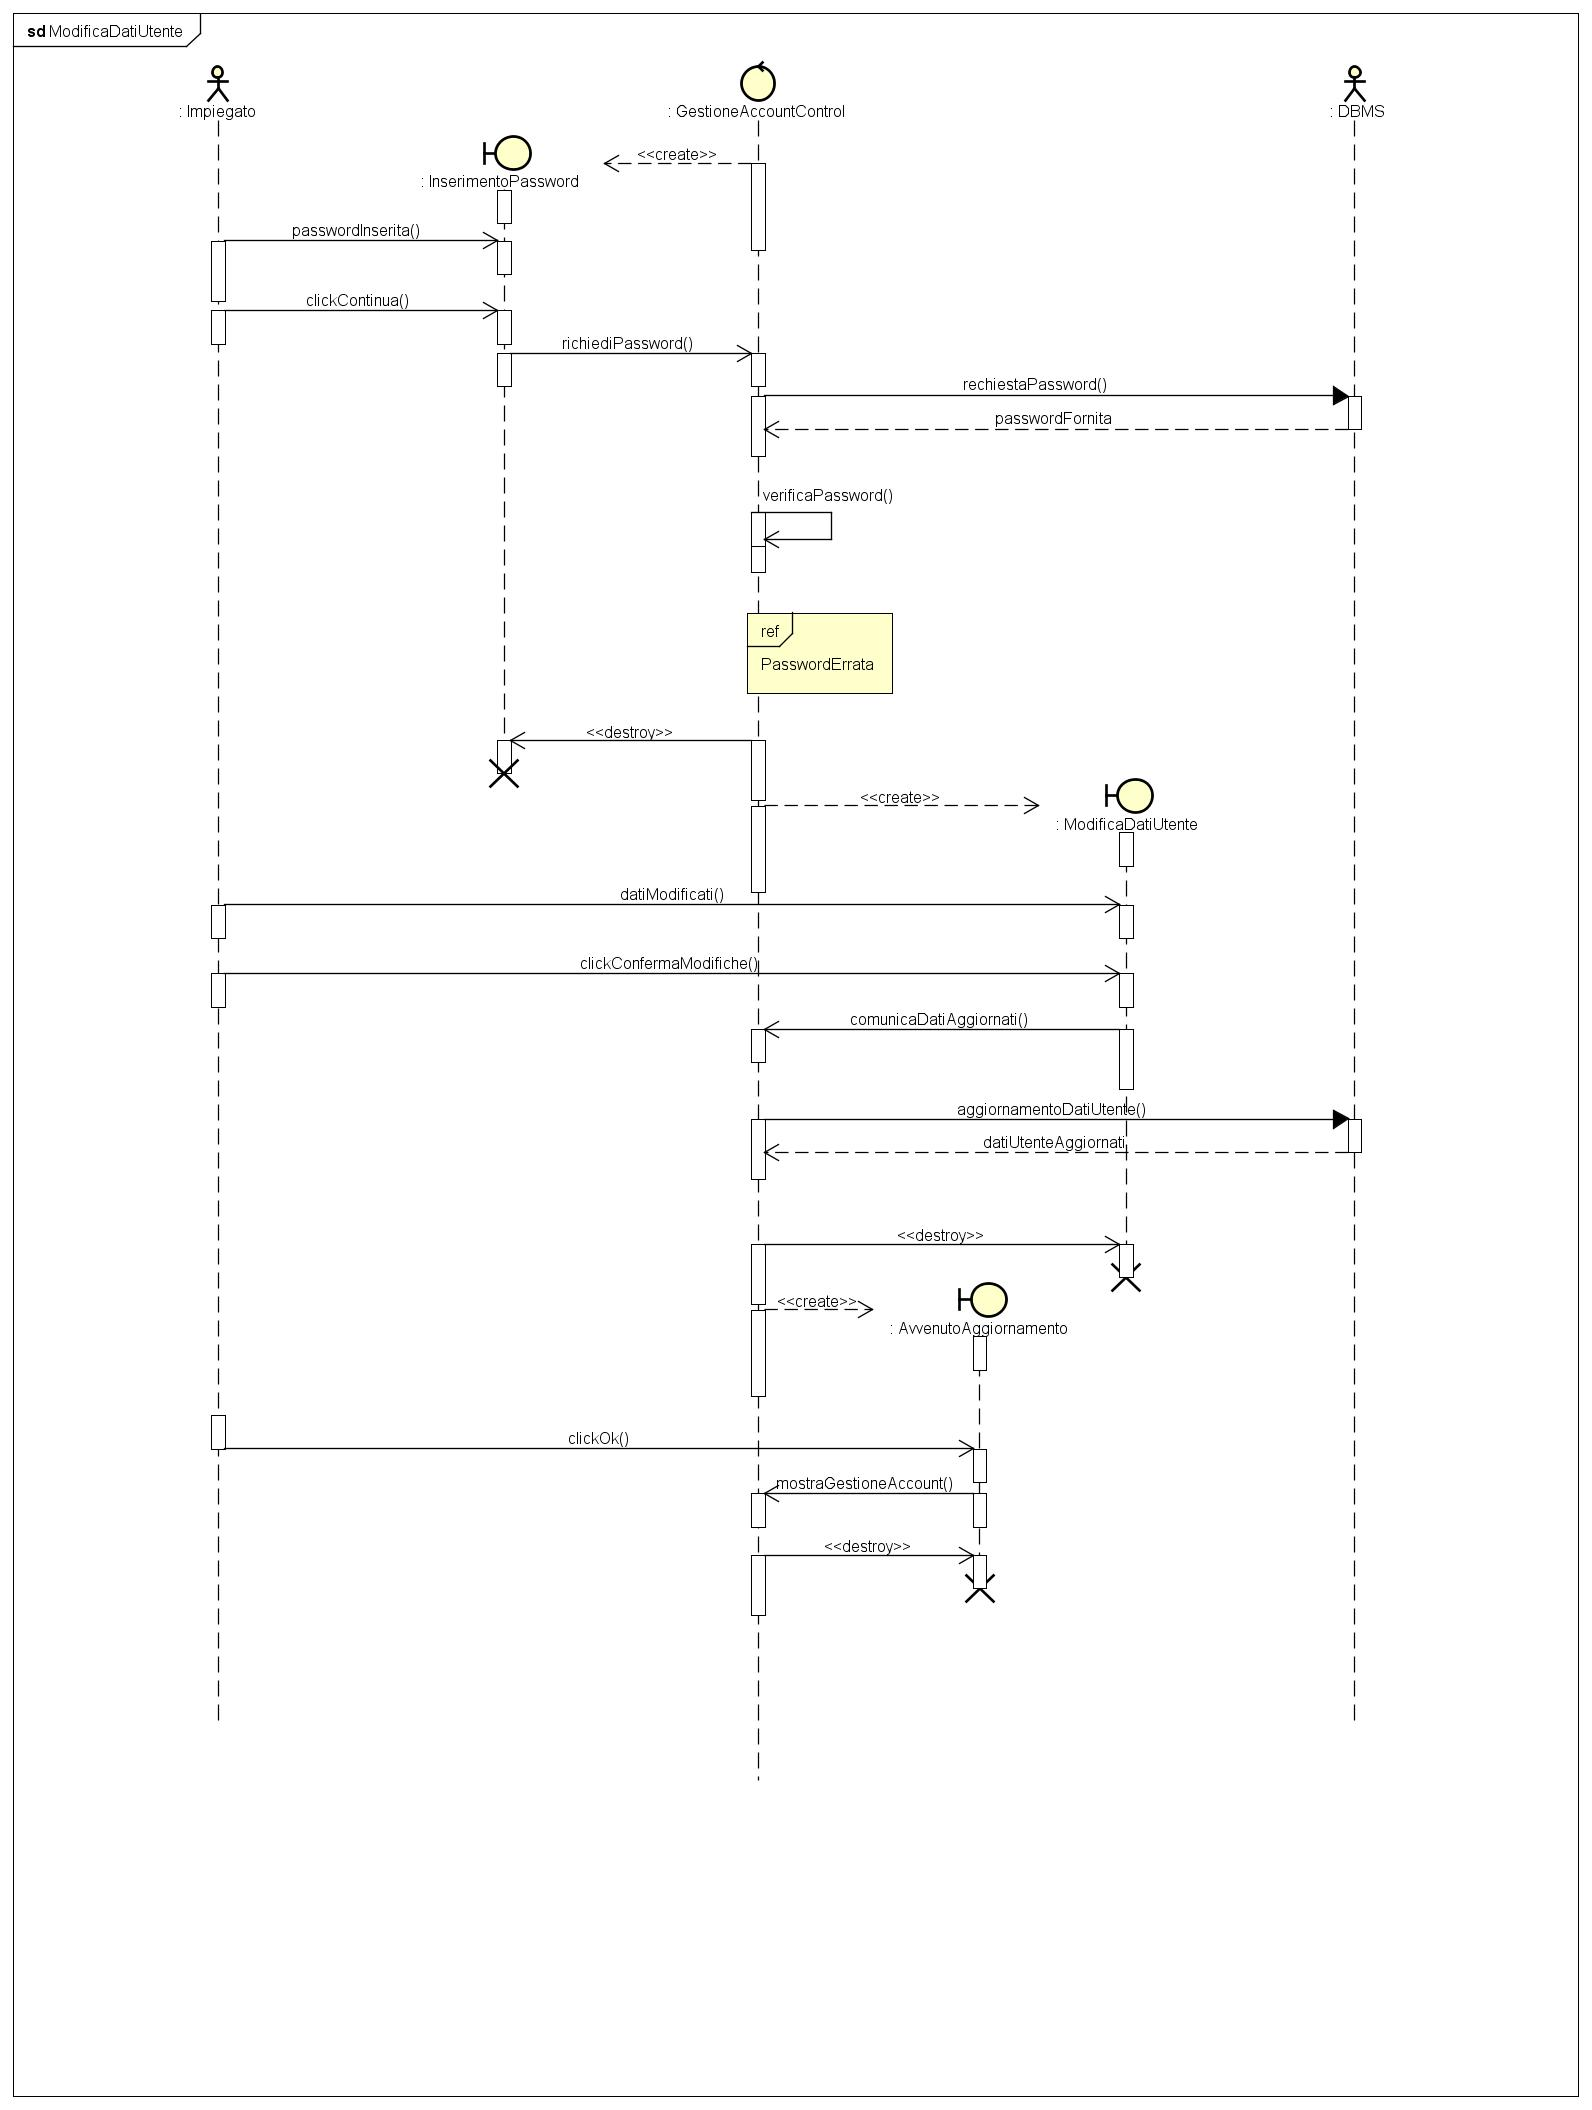 sd ModificaDatiUtente
: Impiegato
: GestioneAccountControl
: DBMS
<<create>>
: InserimentoPassword
passwordInserita()
clickContinua()
richiediPassword()
rechiestaPassword()
passwordFornita
verificaPassword()
ref
PasswordErrata
<<destroy>>
<<create>>
: ModificaDatiUtente
datiModificati()
clickConfermaModifiche()
comunicaDatiAggiornati()
aggiornamentoDatiUtente()
datiUtenteAggiornati
<<destroy>>
<<create>>
: AvvenutoAggiornamento
clickOk()
mostraGestioneAccount()
<<destroy>>